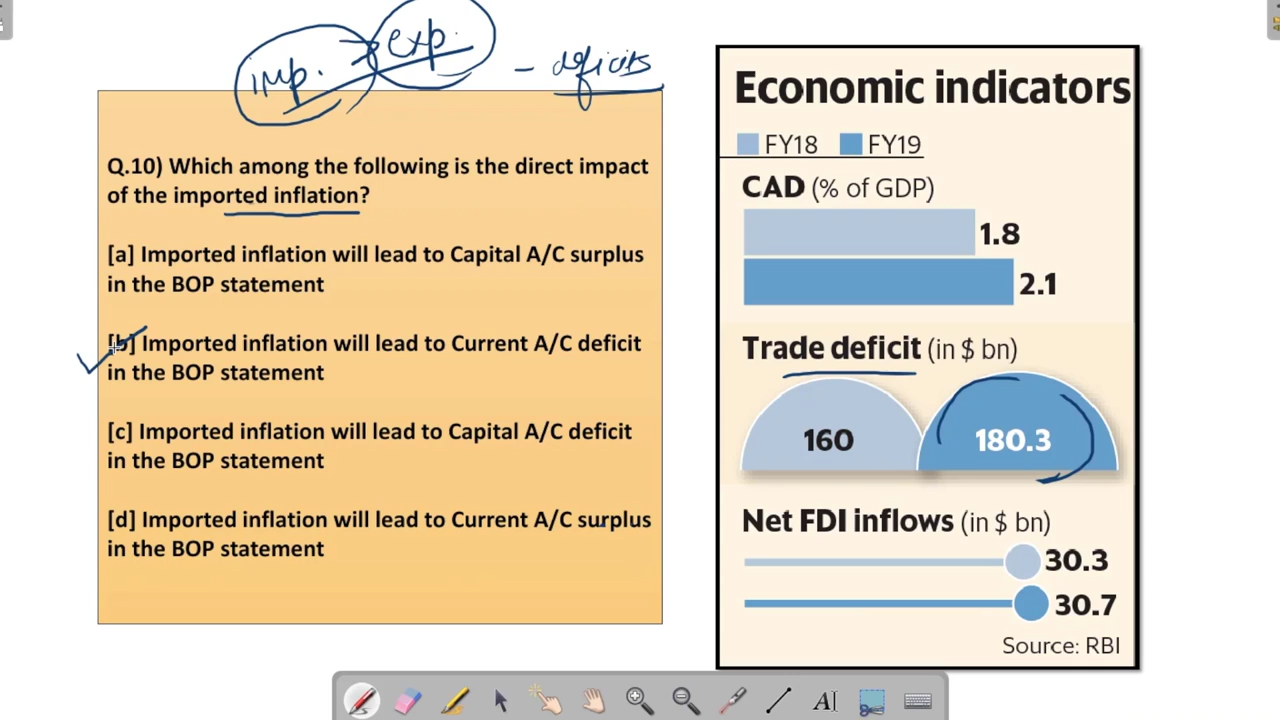 imp. > exp. - deficits
Q.10) Which among the following is the direct impact
of the imported inflation?
[a] Imported inflation will lead to Capital A/C surplus
in the BOP statement
[b] Imported inflation will lead to Current A/C deficit
in the BOP statement
[c] Imported inflation will lead to Capital A/C deficit
in the BOP statement
[d] Imported inflation will lead to Current A/C surplus
in the BOP statement
Economic indicators
FY18 FY19
CAD (% of GDP)
1.8
2.1
Trade deficit (in $ bn)
160 180.3
Net FDI inflows (in $ bn)
30.3
30.7
Source: RBI
AI